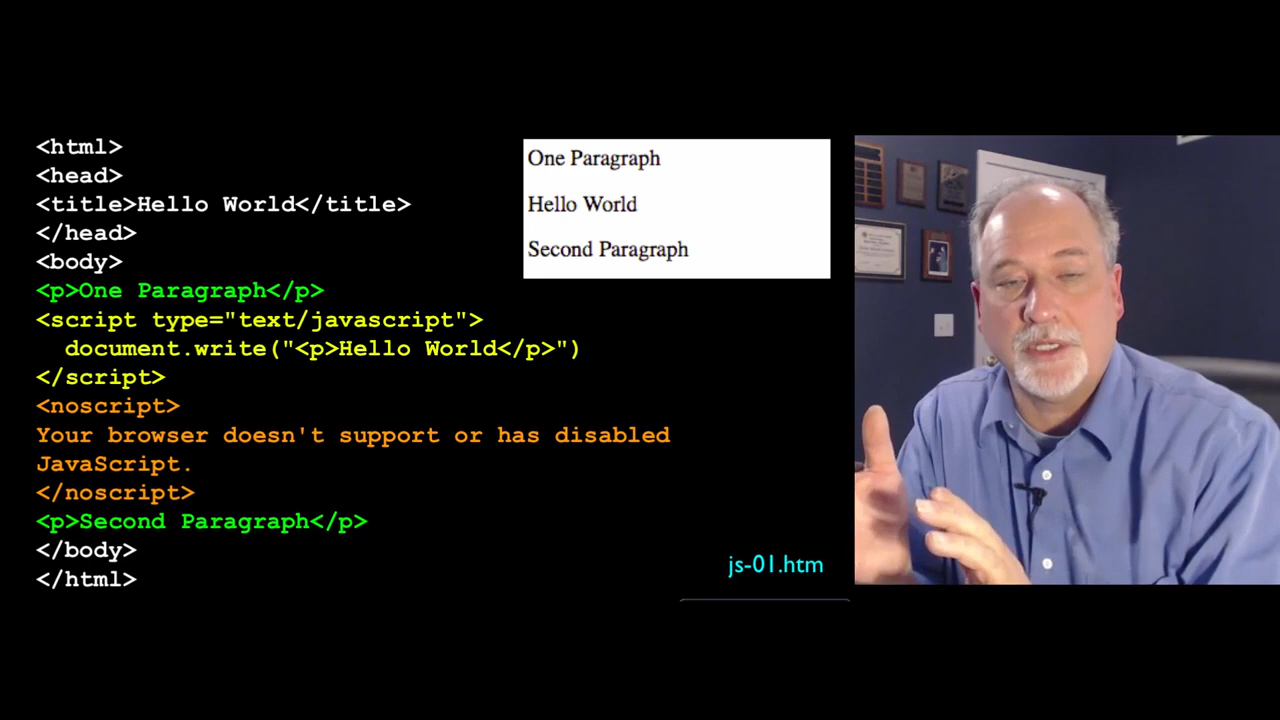 <html>
<head>
<title>Hello World</title>
</head>
<body>
<p>One Paragraph</p>
<script type="text/javascript">
  document.write("<p>Hello World</p>")
</script>
<noscript>
Your browser doesn't support or has disabled
JavaScript.
</noscript>
<p>Second Paragraph</p>
</body>
</html>
One Paragraph
Hello World
Second Paragraph
js-01.htm